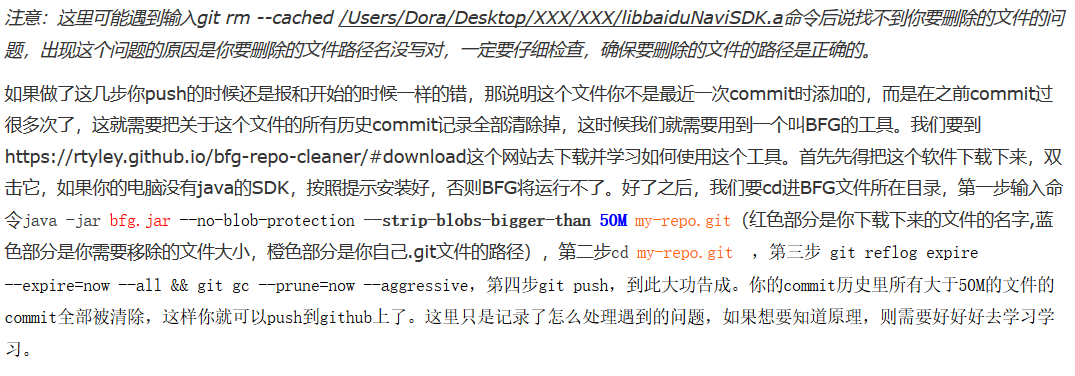 注意：这里可能遇到输入git rm --cached /Users/Dora/Desktop/XXX/XXX/libbaiduNaviSDK.a命令后说找不到你要删除的文件的问
题，出现这个问题的原因是你要删除的文件路径名没写对，一定要仔细检查，确保要删除的文件的路径是正确的。
如果做了这几步你push的时候还是报和开始的时候一样的错，那说明这个文件你不是最近一次commit时添加的，而是在之前commit过
很多次了，这就需要把关于这个文件的所有历史commit记录全部清除掉，这时候我们就需要用到一个叫BFG的工具。我们要到
https://rtyley.github.io/bfg-repo-cleaner/#download这个网站去下载并学习如何使用这个工具。首先先得把这个软件下载下来，双
击它，如果你的电脑没有java的SDK，按照提示安装好，否则BFG将运行不了。好了之后，我们要cd进BFG文件所在目录，第一步输入命
令java -jar bfg.jar --no-blob-protection --strip-blobs-bigger-than 50M my-repo.git（红色部分是你下载下来的文件的名字,蓝
色部分是你需要移除的文件大小，橙色部分是你自己.git文件的路径），第二步cd my-repo.git ，第三步 git reflog expire
--expire=now --all && git gc --prune=now --aggressive，第四步git push，到此大功告成。你的commit历史里所有大于50M的文件的
commit全部被清除，这样你就可以push到github上了。这里只是记录了怎么处理遇到的问题，如果想要知道原理，则需要好好好去学习学
习。